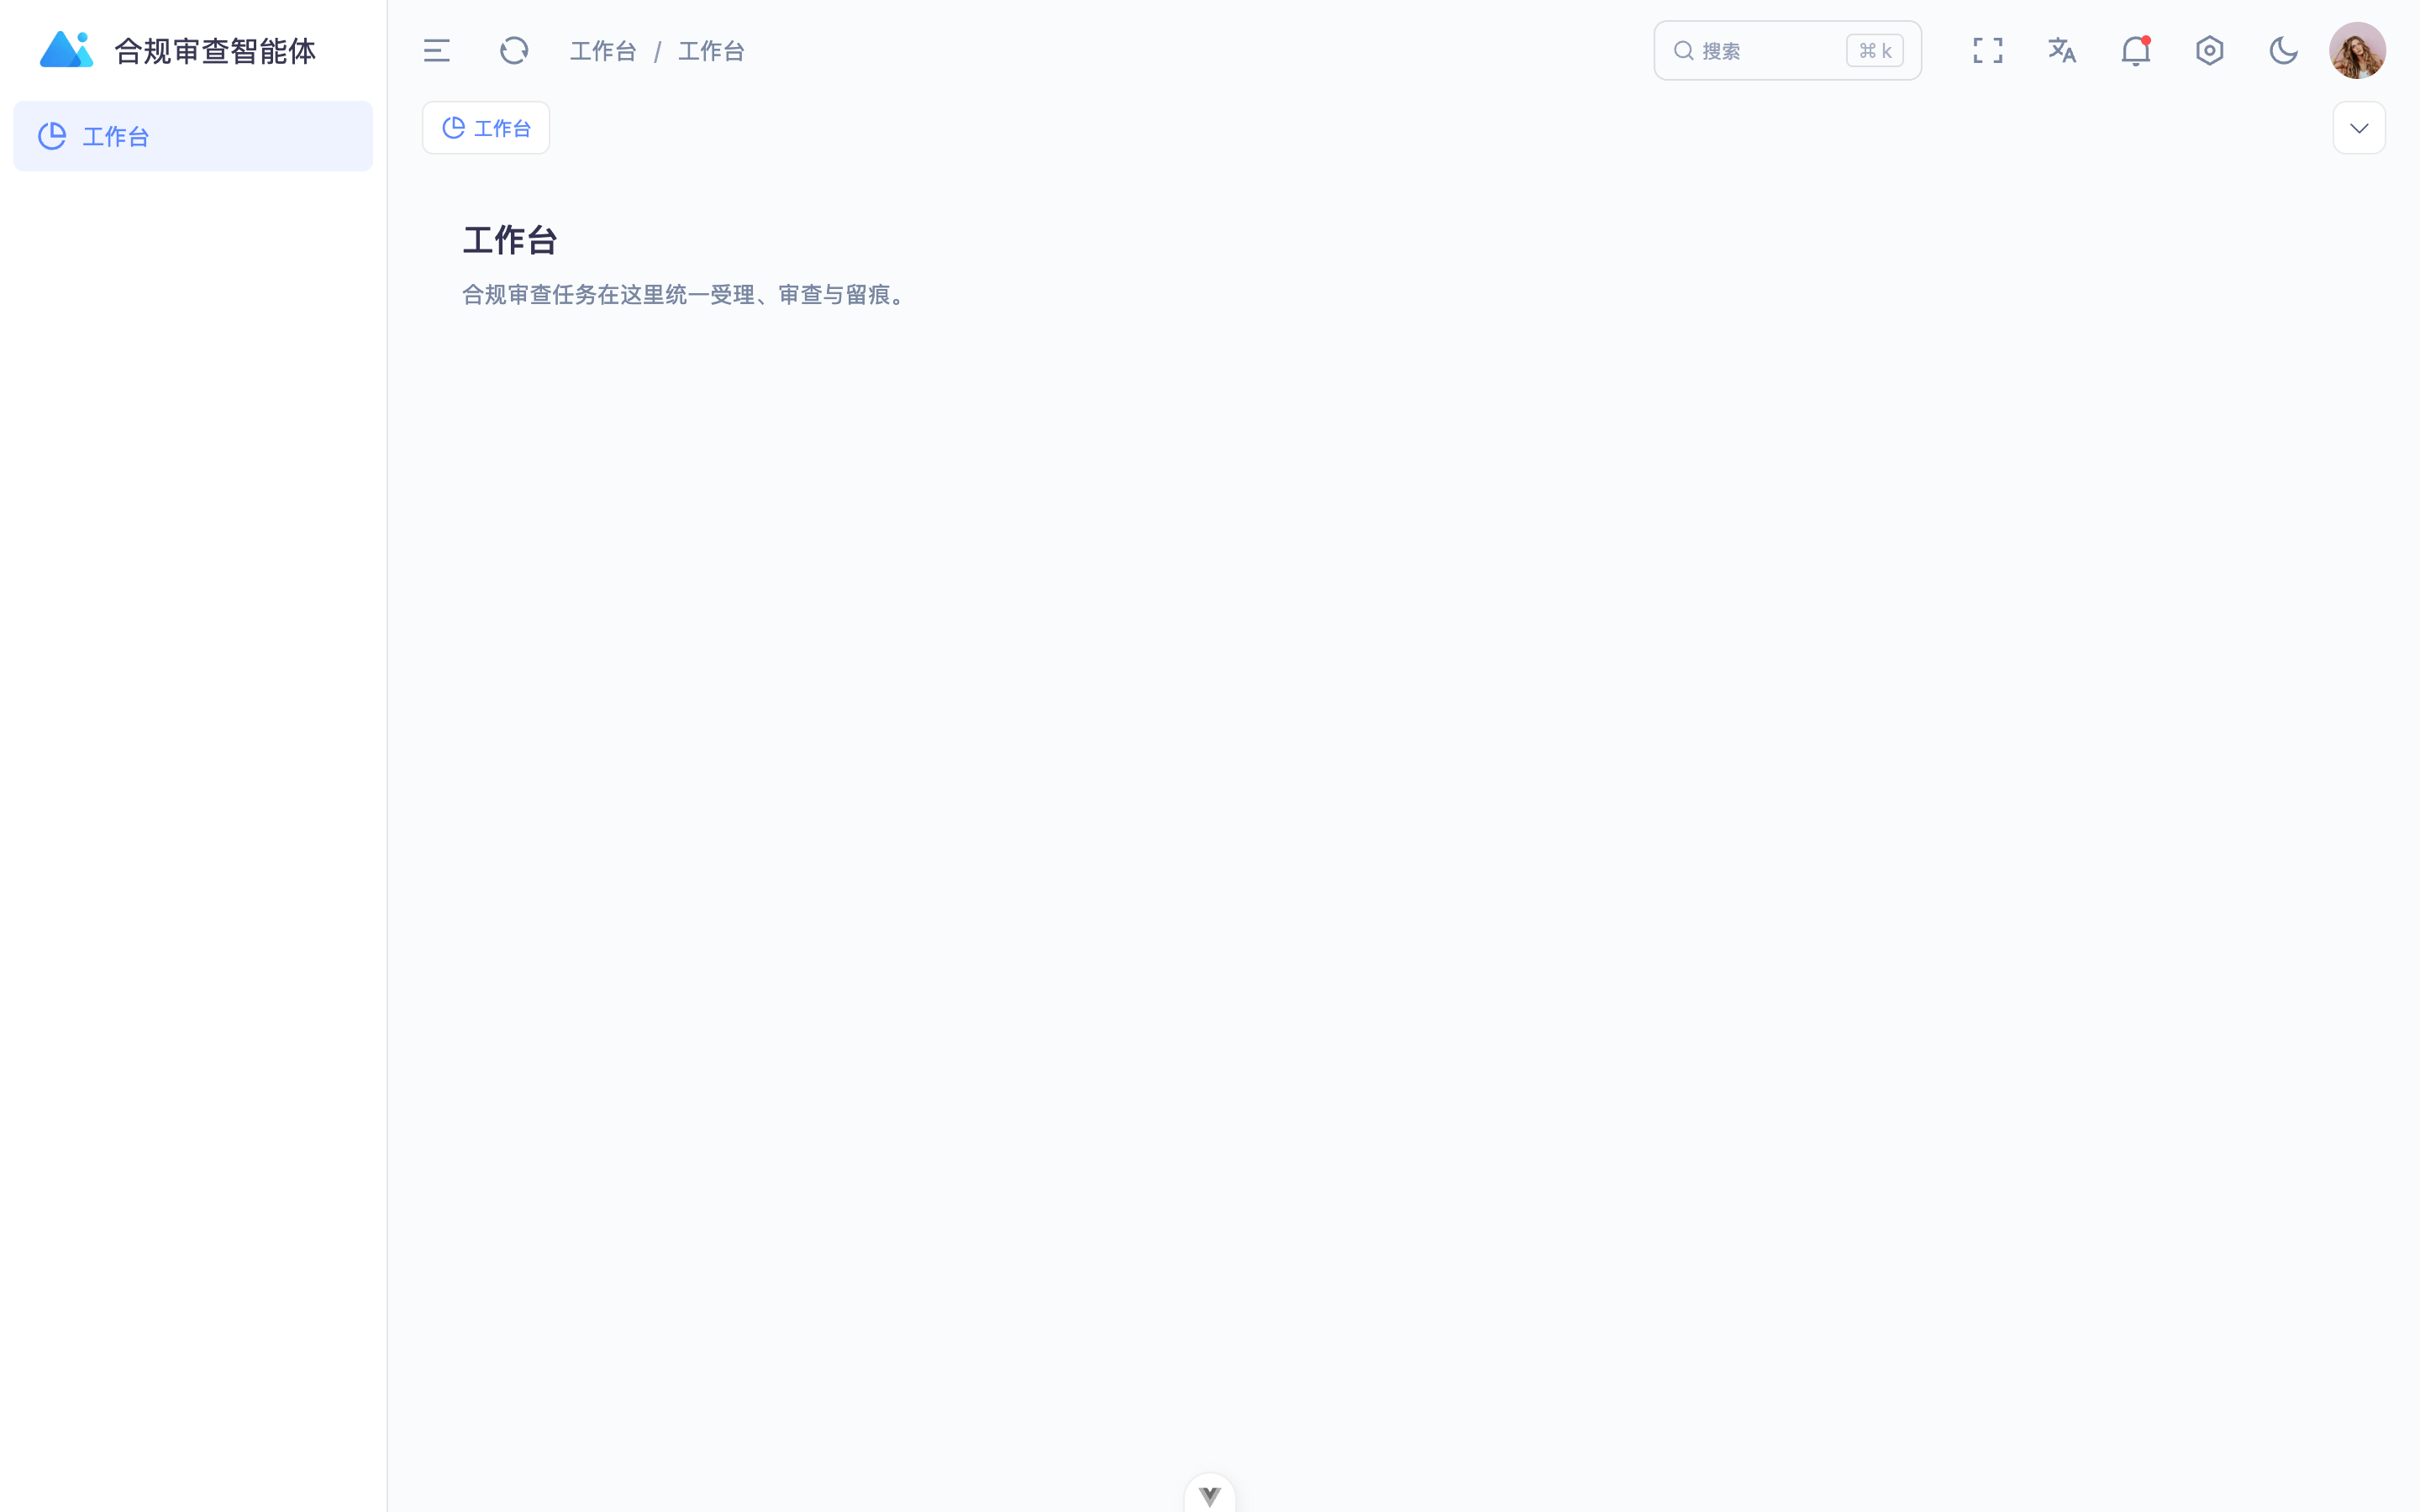 合规审查智能体
工作台 / 工作台
搜索 ⌘ k
工作台
工作台
工作台
合规审查任务在这里统一受理、审查与留痕。